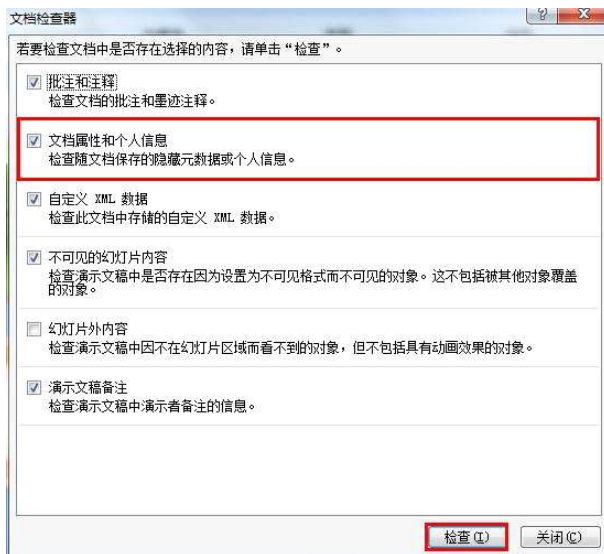 文档检查器
若要检查文档中是否存在选择的内容，请单击“检查”。
批注和注释
检查文档的批注和墨迹注释。
文档属性和个人信息
检查随文档保存的隐藏元数据或个人信息。
自定义 XML 数据
检查此文档中存储的自定义 XML 数据。
不可见的幻灯片内容
检查演示文稿中是否存在因为设置为不可见格式而不可见的对象。这不包括被其他对象覆盖
的对象。
幻灯片外内容
检查演示文稿中因不在幻灯片区域而看不到的对象，但不包括具有动画效果的对象。
演示文稿备注
检查演示文稿中演示者备注的信息。
检查(I) 关闭(C)